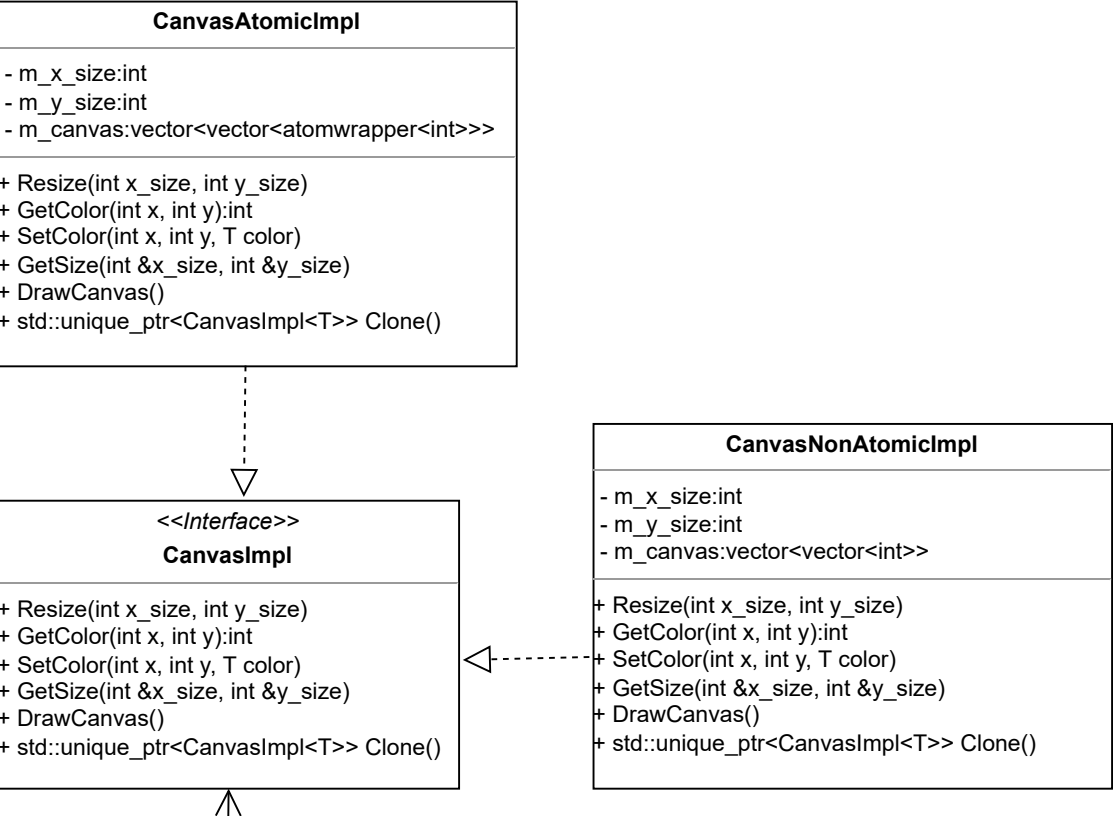 CanvasAtomicImpl
- m_x_size:int
- m_y_size:int
- m_canvas:vector<vector<atomwrapper<int>>>
+ Resize(int x_size, int y_size)
+ GetColor(int x, int y):int
+ SetColor(int x, int y, T color)
+ GetSize(int &x_size, int &y_size)
+ DrawCanvas()
+ std::unique_ptr<CanvasImpl<T>> Clone()
<<Interface>>
CanvasImpl
+ Resize(int x_size, int y_size)
+ GetColor(int x, int y):int
+ SetColor(int x, int y, T color)
+ GetSize(int &x_size, int &y_size)
+ DrawCanvas()
+ std::unique_ptr<CanvasImpl<T>> Clone()
CanvasNonAtomicImpl
- m_x_size:int
- m_y_size:int
- m_canvas:vector<vector<int>>
+ Resize(int x_size, int y_size)
+ GetColor(int x, int y):int
+ SetColor(int x, int y, T color)
+ GetSize(int &x_size, int &y_size)
+ DrawCanvas()
+ std::unique_ptr<CanvasImpl<T>> Clone()